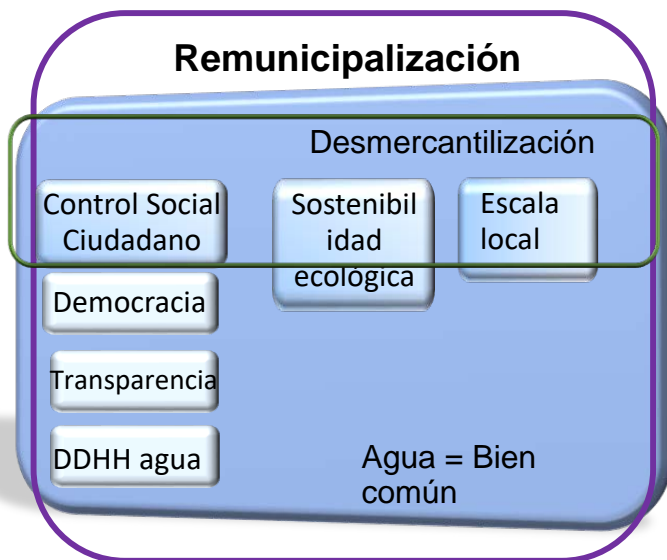 Remunicipalización
Desmercantilización
Control Social
Ciudadano
Sostenibil
idad
ecológica
Escala
local
Democracia
Transparencia
DDHH agua
Agua = Bien
común